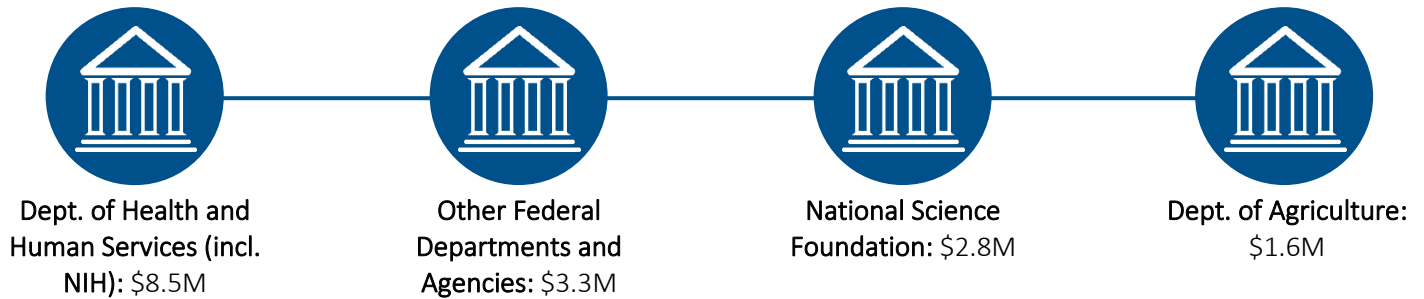 Dept. of Health and
Human Services (incl.
NIH): $8.5M
Other Federal
Departments and
Agencies: $3.3M
National Science
Foundation: $2.8M
Dept. of Agriculture:
$1.6M